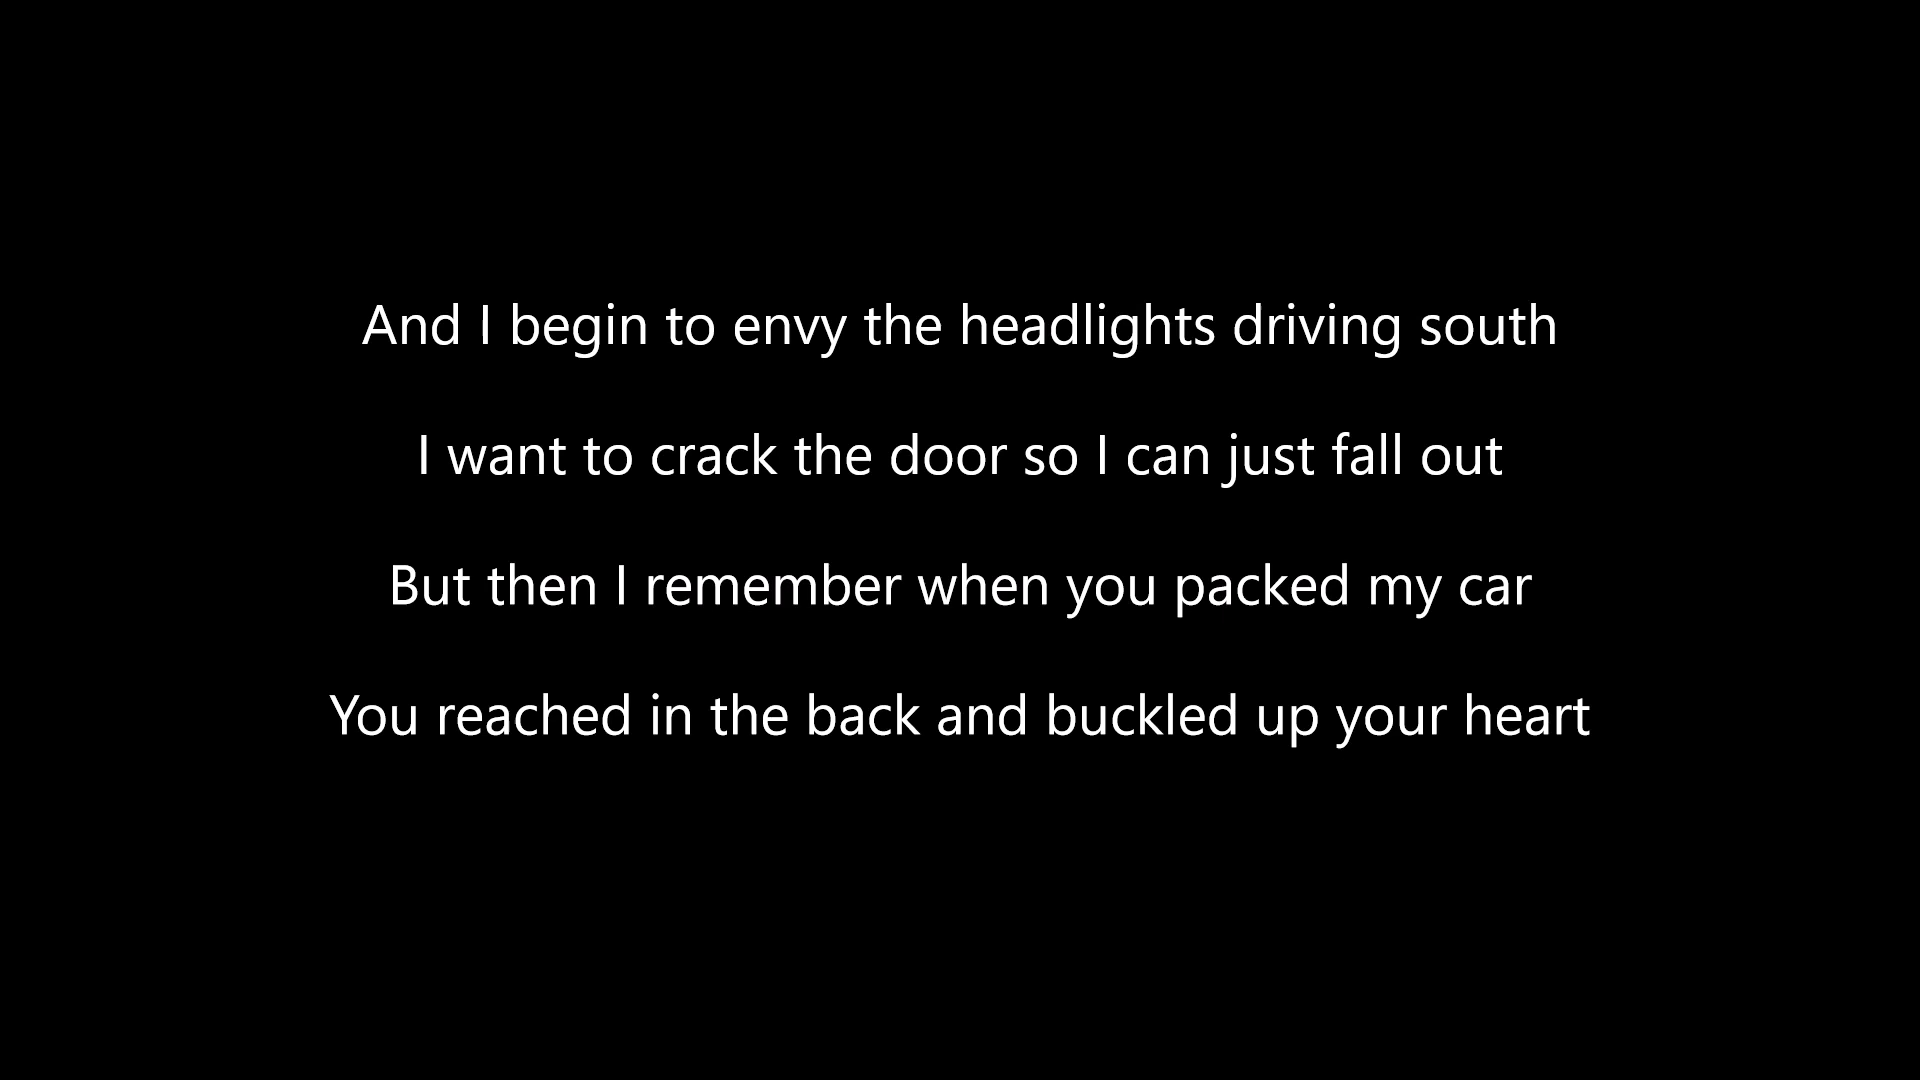 And I begin to envy the headlights driving south
I want to crack the door so I can just fall out
But then I remember when you packed my car
You reached in the back and buckled up your heart